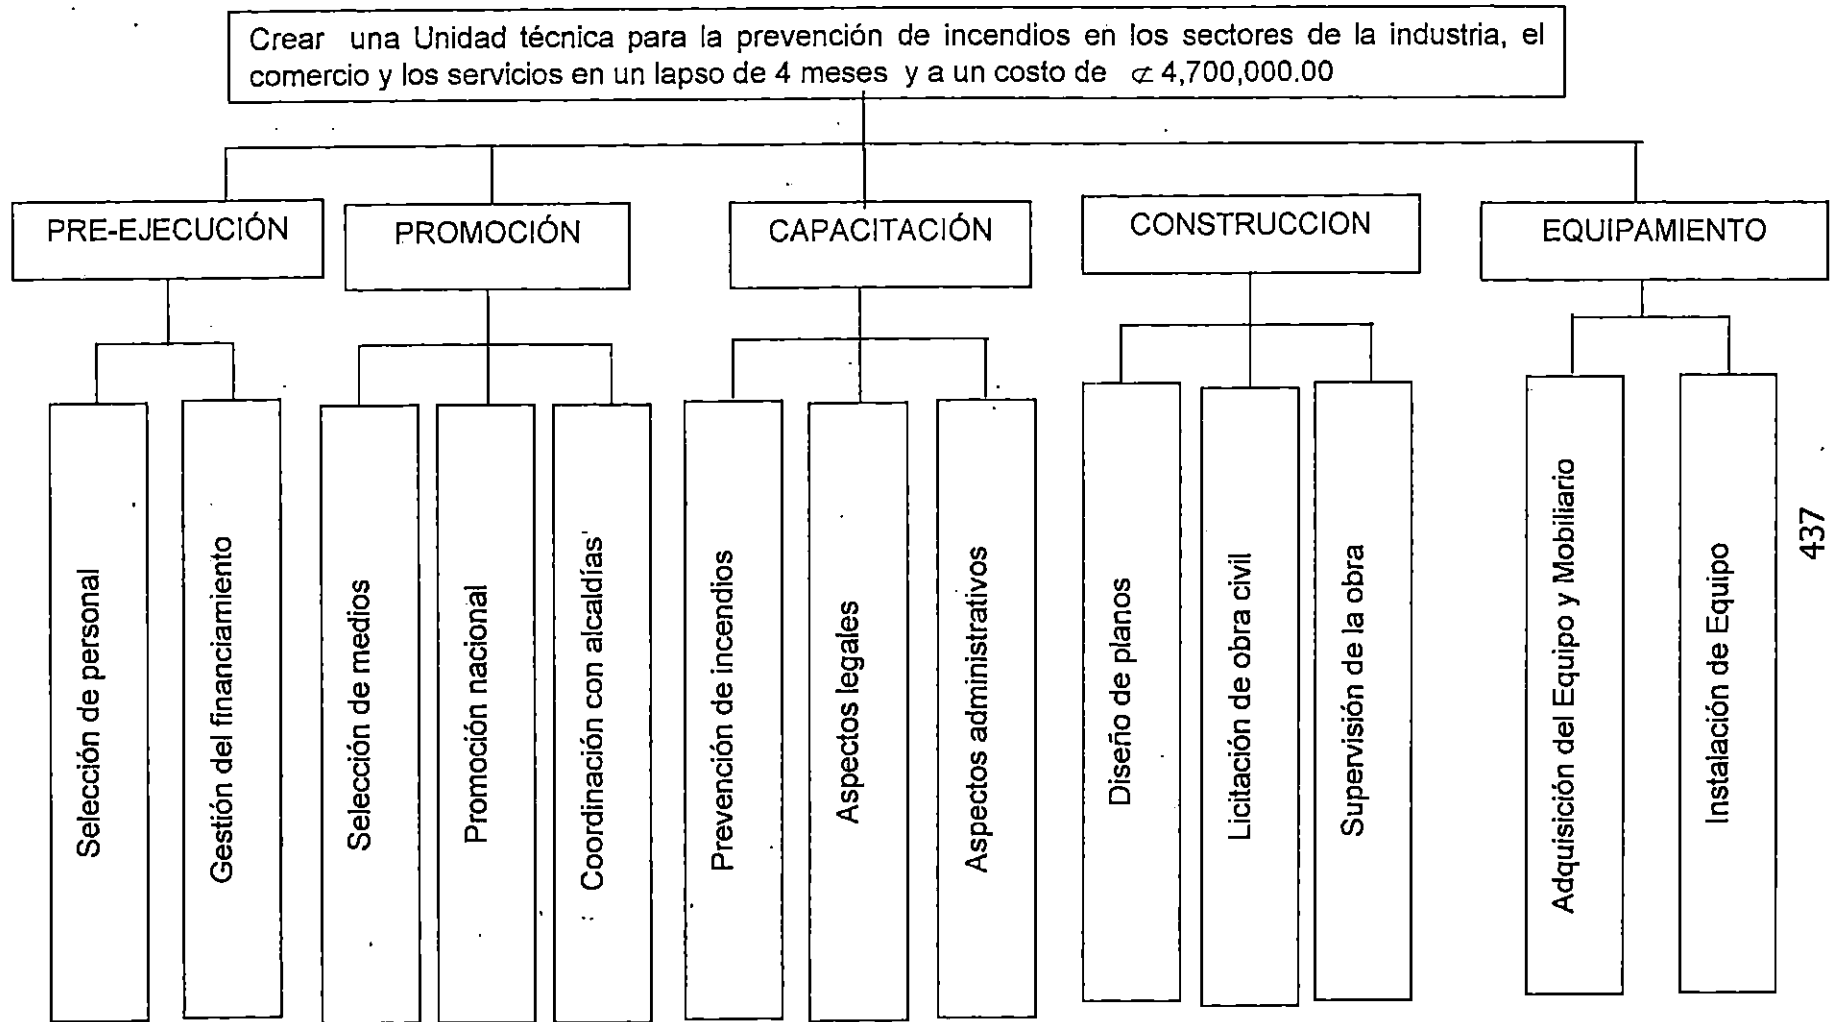 Crear una Unidad técnica para la prevención de incendios en los sectores de la industria, el
comercio y los servicios en un lapso de 4 meses y a un costo de ⊄ 4,700,000.00
PRE-EJECUCIÓN
PROMOCIÓN
CAPACITACIÓN
CONSTRUCCION
EQUIPAMIENTO
Selección de personal
Gestión del financiamiento
Selección de medios
Promoción nacional
Coordinación con alcaldías'
Prevención de incendios
Aspectos legales
Aspectos administrativos
Diseño de planos
Licitación de obra civil
Supervisión de la obra
Adquisición del Equipo y Mobiliario
Instalación de Equipo
437